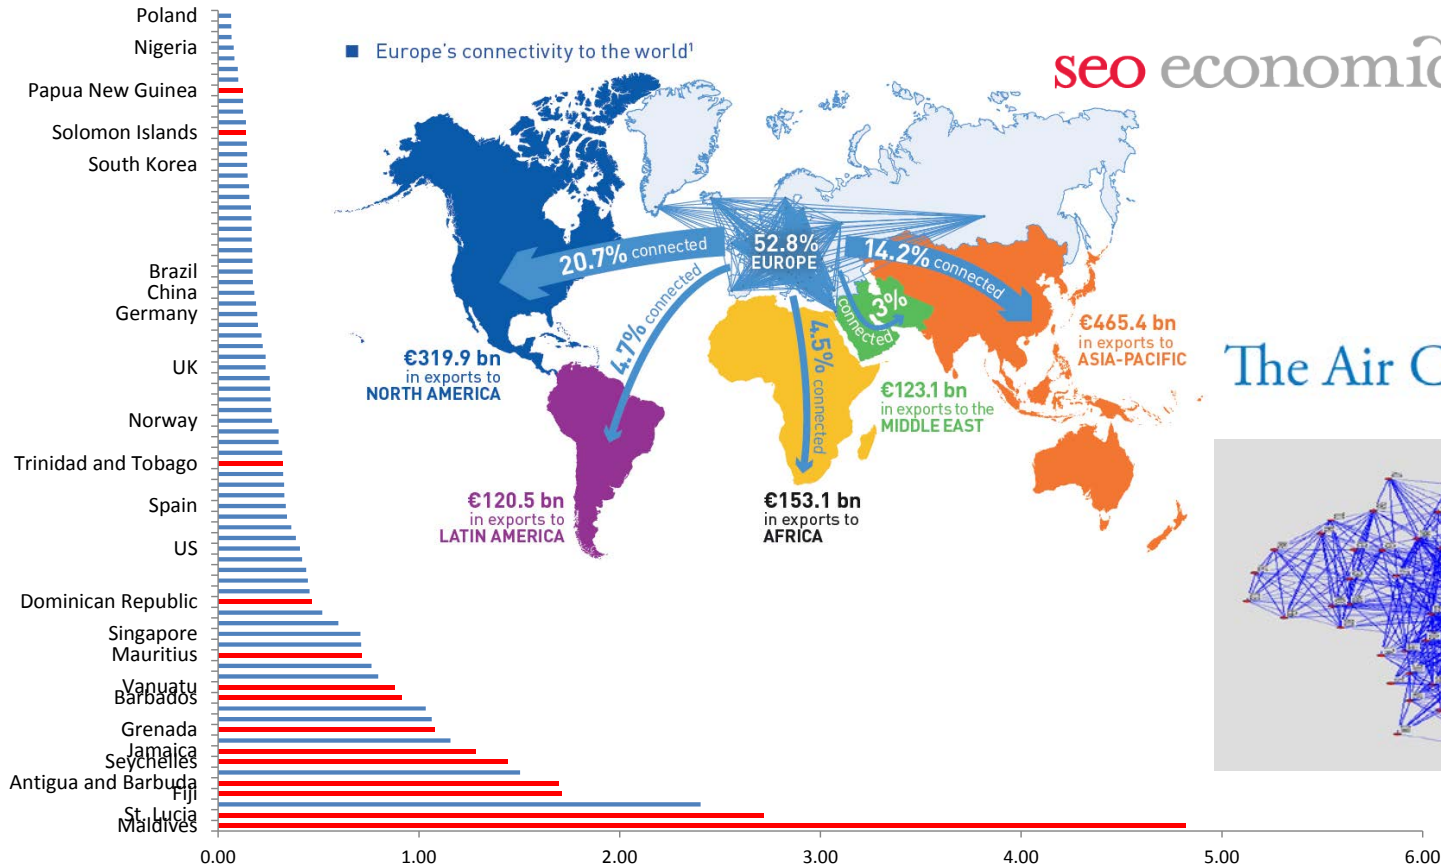 Poland
Nigeria
Papua New Guinea
Solomon Islands
South Korea
Brazil
China
Germany
UK
Norway
Trinidad and Tobago
Spain
US
Dominican Republic
Singapore
Mauritius
Vanuatu
Barbados
Grenada
Jamaica
Seychelles
Antigua and Barbuda
Fiji
St. Lucia
Maldives
0.00 1.00 2.00 3.00 4.00 5.00 6.00
Europe's connectivity to the world¹
20.7% connected
52.8%
EUROPE
14.2% connected
3%
connected
4.7% connected
4.5% connected
€319.9 bn
in exports to
NORTH AMERICA
€465.4 bn
in exports to
ASIA-PACIFIC
€123.1 bn
in exports to the
MIDDLE EAST
€120.5 bn
in exports to
LATIN AMERICA
€153.1 bn
in exports to
AFRICA
seo economic
The Air C